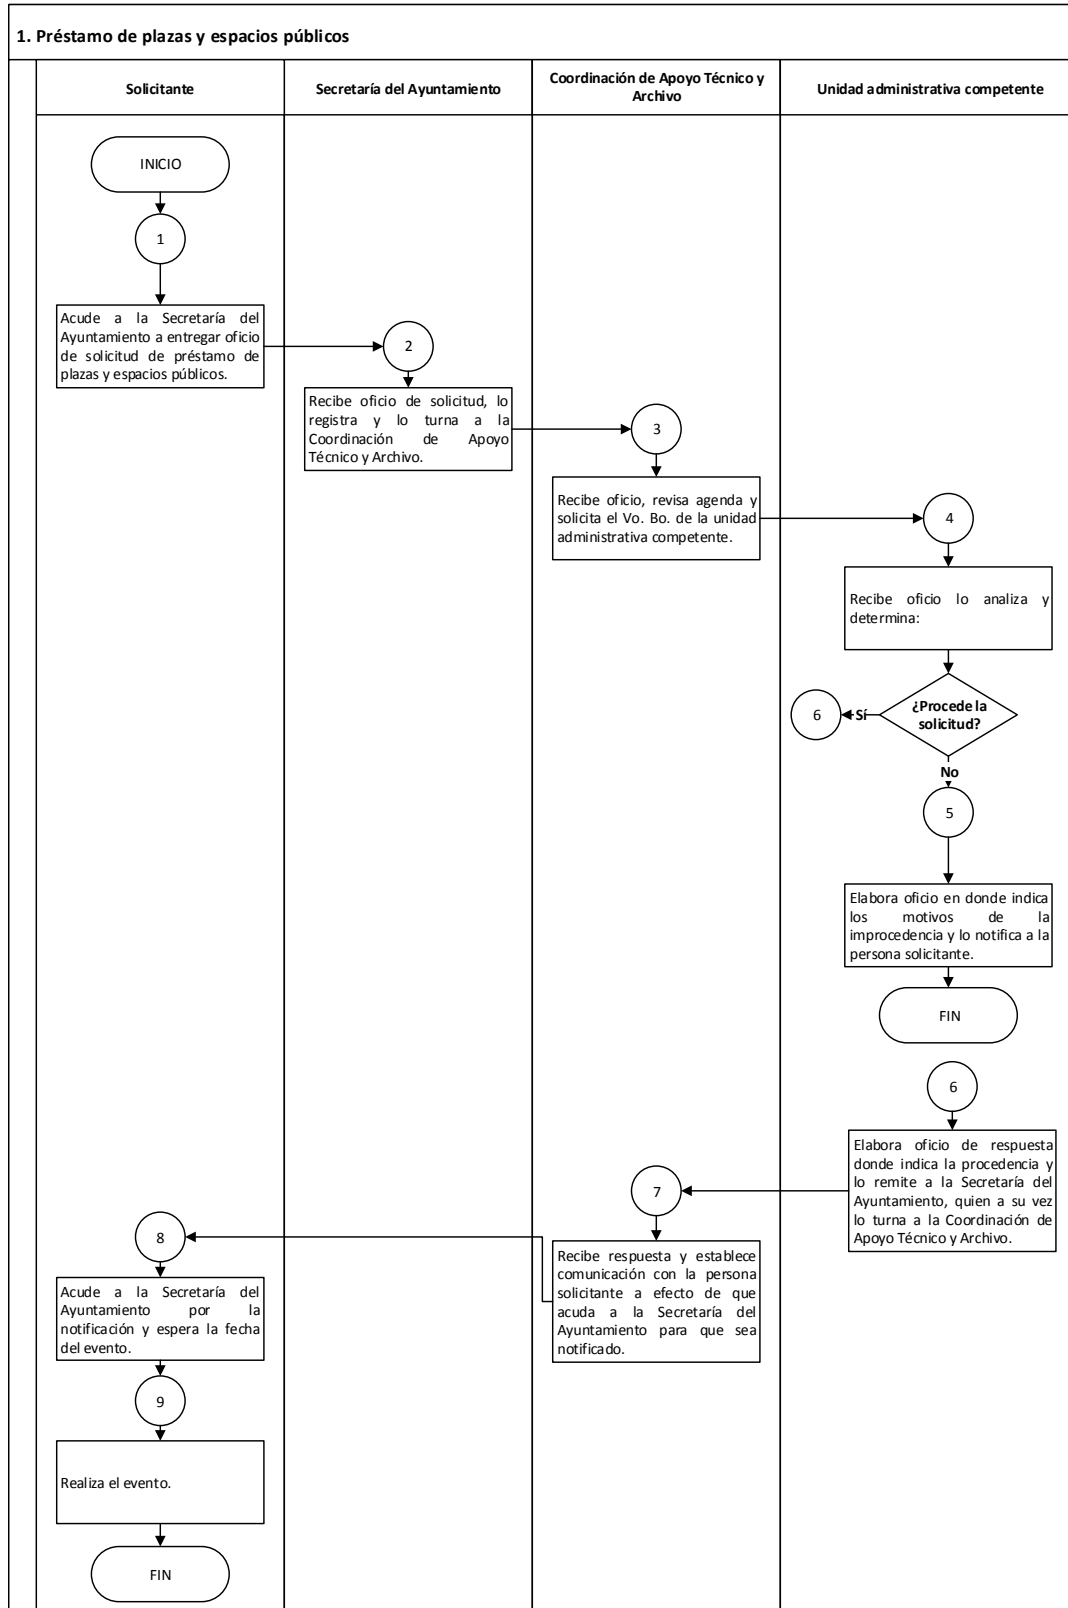 1. Préstamo de plazas y espacios públicos
Solicitante
Secretaría del Ayuntamiento
Coordinación de Apoyo Técnico y
Archivo
Unidad administrativa competente
INICIO
1
Acude a la Secretaría del
Ayuntamiento a entregar oficio
de solicitud de préstamo de
plazas y espacios públicos.
2
Recibe oficio de solicitud, lo
registra y lo turna a la
Coordinación de Apoyo
Técnico y Archivo.
3
Recibe oficio, revisa agenda y
solicita el Vo. Bo. de la unidad
administrativa competente.
4
Recibe oficio lo analiza y
determina:
¿Procede la
solicitud?
Sí
6
No
5
Elabora oficio en donde indica
los motivos de la
improcedencia y lo notifica a la
persona solicitante.
FIN
6
Elabora oficio de respuesta
donde indica la procedencia y
lo remite a la Secretaría del
Ayuntamiento, quien a su vez
lo turna a la Coordinación de
Apoyo Técnico y Archivo.
7
Recibe respuesta y establece
comunicación con la persona
solicitante a efecto de que
acuda a la Secretaría del
Ayuntamiento para que sea
notificado.
8
Acude a la Secretaría del
Ayuntamiento por la
notificación y espera la fecha
del evento.
9
Realiza el evento.
FIN